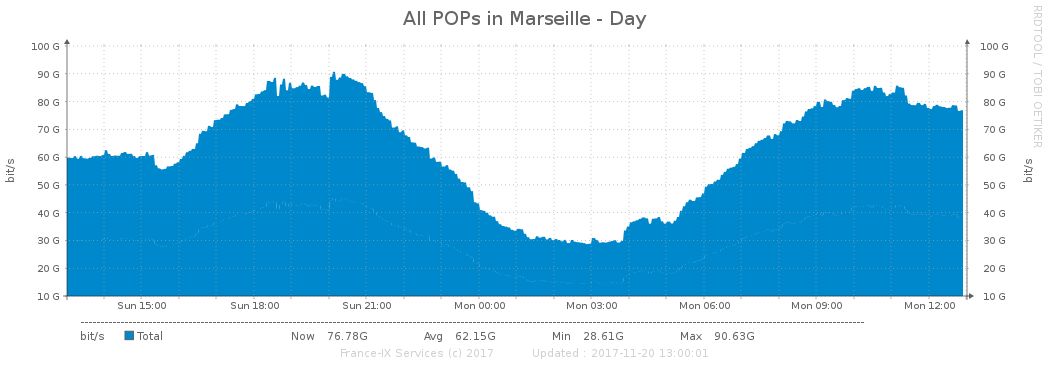 All POPs in Marseille - Day
RRDTOOL / TOBI OETIKER
100 G 100 G
90 G 90 G
80 G 80 G
70 G 70 G
60 G 60 G
50 G 50 G
40 G 40 G
30 G 30 G
20 G 20 G
10 G 10 G
bit/s
bit/s
Sun 15:00 Sun 18:00 Sun 21:00 Mon 00:00 Mon 03:00 Mon 06:00 Mon 09:00 Mon 12:00
bit/s Total Now 76.78G Avg 62.15G Min 28.61G Max 90.63G
France-IX Services (c) 2017 Updated : 2017-11-20 13:00:01